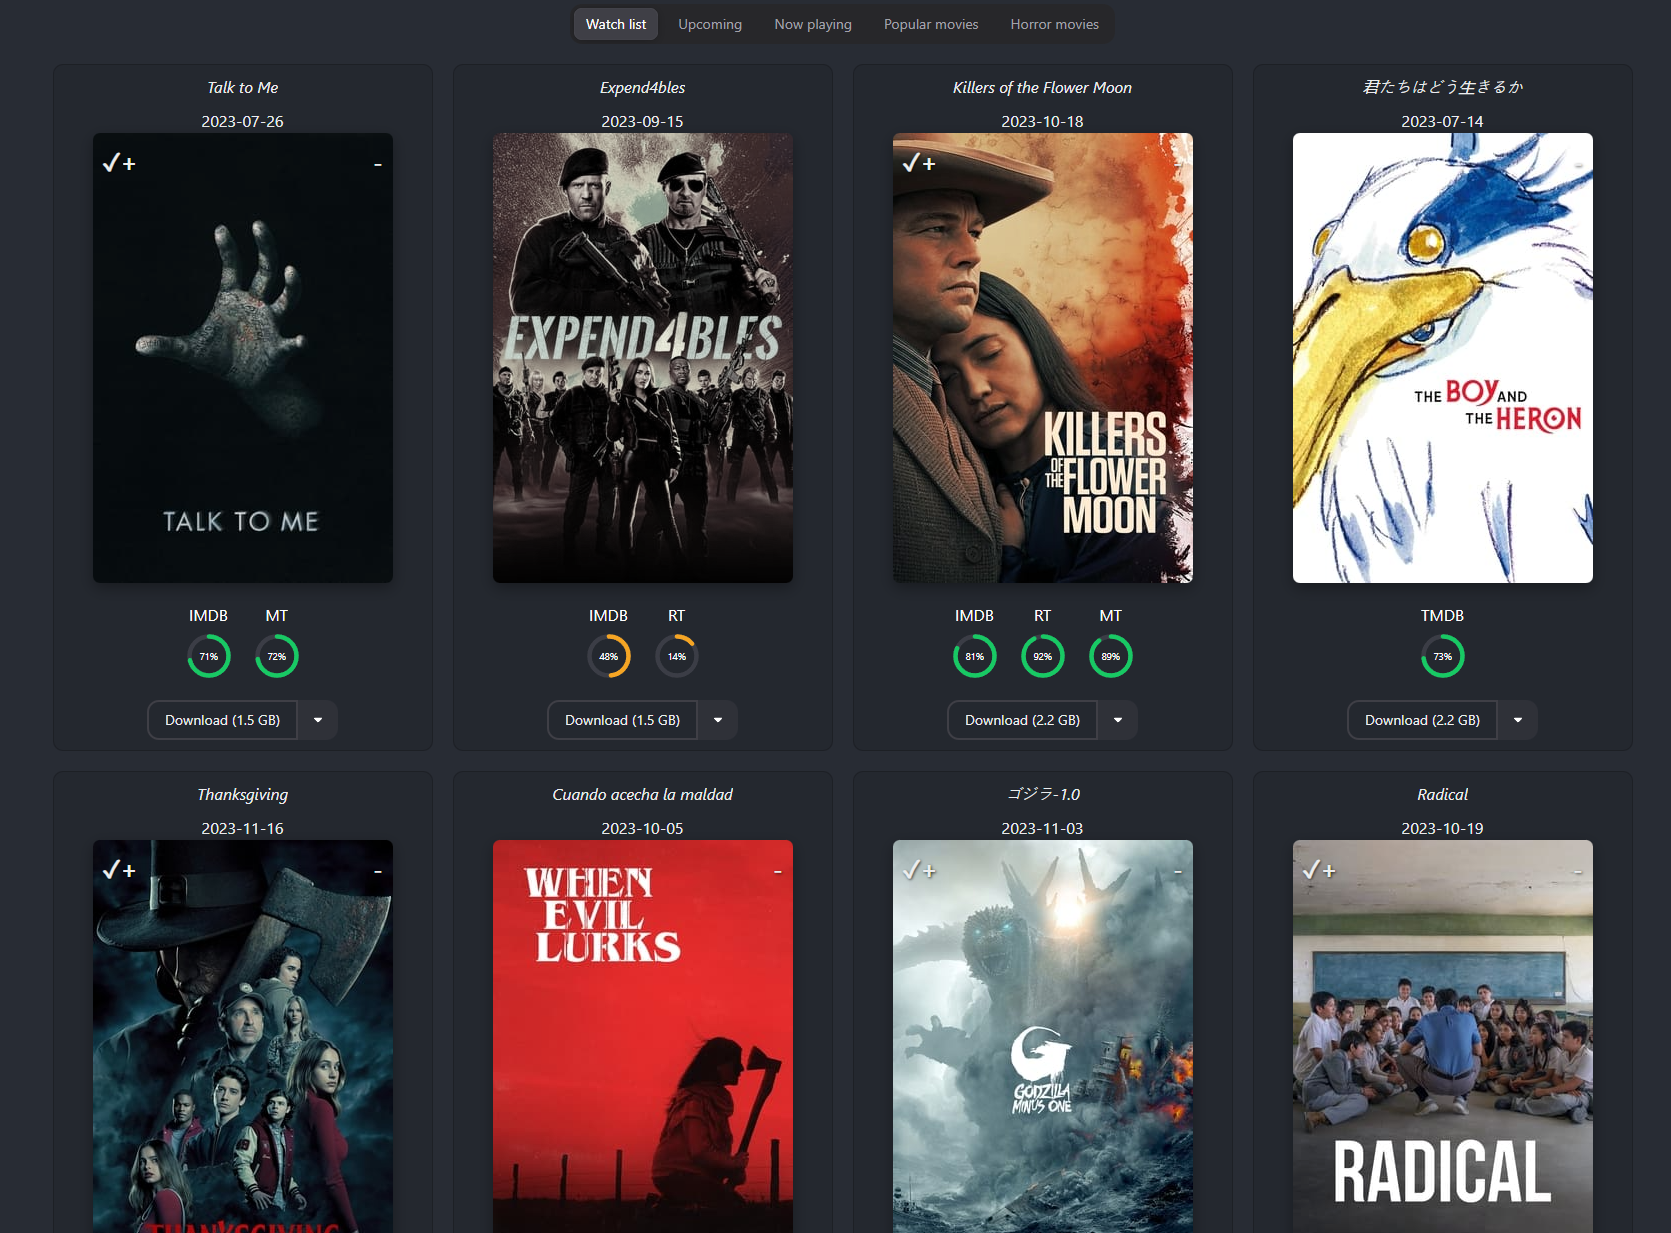 Watch list
Upcoming
Now playing
Popular movies
Horror movies
Talk to Me
2023-07-26
✓+
-
TALK TO ME
IMDB
MT
71%
72%
Download (1.5 GB)
Expend4bles
2023-09-15
EXPEND4BLES
IMDB
RT
48%
14%
Download (1.5 GB)
Killers of the Flower Moon
2023-10-18
✓+
KILLERS
OF THE FLOWER
MOON
IMDB
RT
MT
81%
92%
89%
Download (2.2 GB)
君たちはどう生きるか
2023-07-14
THE BOY AND
THE HERON
TMDB
73%
Download (2.2 GB)
Thanksgiving
2023-11-16
✓+
-
THANKSGIVING
Cuando acecha la maldad
2023-10-05
-
WHEN
EVIL
LURKS
ゴジラ-1.0
2023-11-03
✓+
-
GODZILLA
MINUS ONE
Radical
2023-10-19
✓+
-
RADICAL